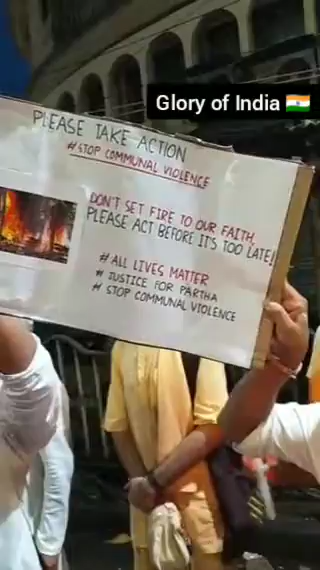 Glory of India 🇮🇳
PLEASE TAKE ACTION
#STOP COMMUNAL VIOLENCE
DON'T SET FIRE TO OUR FAITH,
PLEASE ACT BEFORE IT'S TOO LATE!
# ALL LIVES MATTER
# JUSTICE FOR PARTHA
# STOP COMMUNAL VIOLENCE